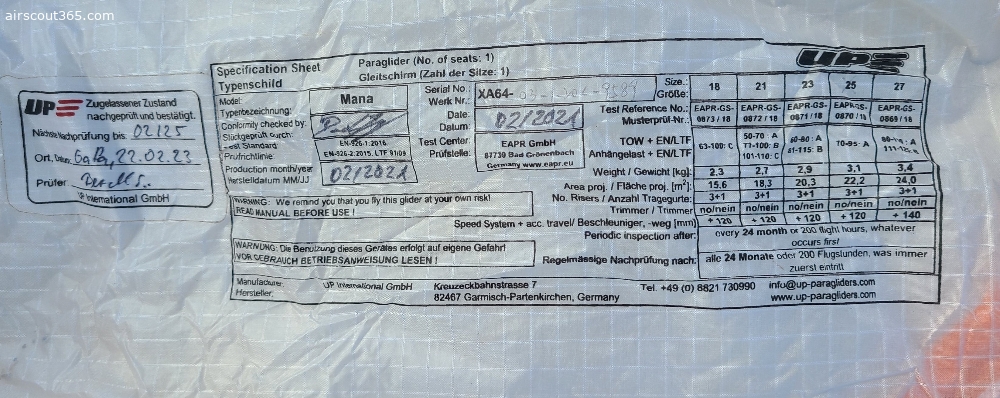 airscout365.com
UP
Zugelassener Zustand
nachgeprüft und bestätigt.
Nächste Nachprüfung bis 02/25
Ort, 22.02.23
Prüfer
UP International GmbH
Specification Sheet
Typenschild
Paraglider (No. of seats: 1)
Gleitschirm (Zahl der Sitze: 1)
UP
Model:
Typenbezeichnung:
Mana
Serial No.:
Werk Nr.:
XA64-
Size:
Größe:
18 21 23 25 27
Conformity checked by:
Stückgeprüft durch:
Date:
Datum:
02/2021
Test Reference No.:
Musterprüf-Nr.:
EAPR-GS-0873/18
EAPR-GS-0872/18
EAPR-GS-0871/18
EAPR-GS-0870/18
EAPR-GS-0869/18
Test Standard
Prüfrichtlinie:
EN-926-1:2016,
EN-926-2:2015, LTF 91/09
Test Center:
Prüfstelle:
EAPR GmbH
87730 Bad Grönenbach
Germany www.eapr.eu
TOW + EN/LTF
Anhängelast + EN/LTF
63-100: C
50-70 : A
71-100: B
101-110: C
60-80 : A
81-115: B
70-95: A
Production month/year
Herstelldatum MM/JJ
02/2021
Weight / Gewicht [kg]: 2,3 2,7 2,9 3,1 3,4
Area proj. / Fläche proj. [m²]: 15,6 18,3 20,3 22,2 24,0
No. Risers / Anzahl Tragegurte: 3+1 3+1 3+1 3+1 3+1
Trimmer / Trimmer no/nein no/nein no/nein no/nein no/nein
Speed System + acc. travel/ Beschleuniger, -weg [mm] + 120 + 120 + 120 + 120 + 140
WARNING: We remind you that you fly this glider at your own risk!
READ MANUAL BEFORE USE !
Periodic inspection after:
every 24 month or 200 flight hours, whatever
occurs first
WARNUNG: Die Benutzung dieses Gerätes erfolgt auf eigene Gefahr!
VOR GEBRAUCH BETRIEBSANWEISUNG LESEN !
Regelmässige Nachprüfung nach:
alle 24 Monate oder 200 Flugstunden, was immer
zuerst eintritt
Manufacturer:
Hersteller:
UP International GmbH
Kreuzeckbahnstrasse 7
82467 Garmisch-Partenkirchen, Germany
Tel. +49 (0) 8821 730990
info@up-paragliders.com
www.up-paragliders.com